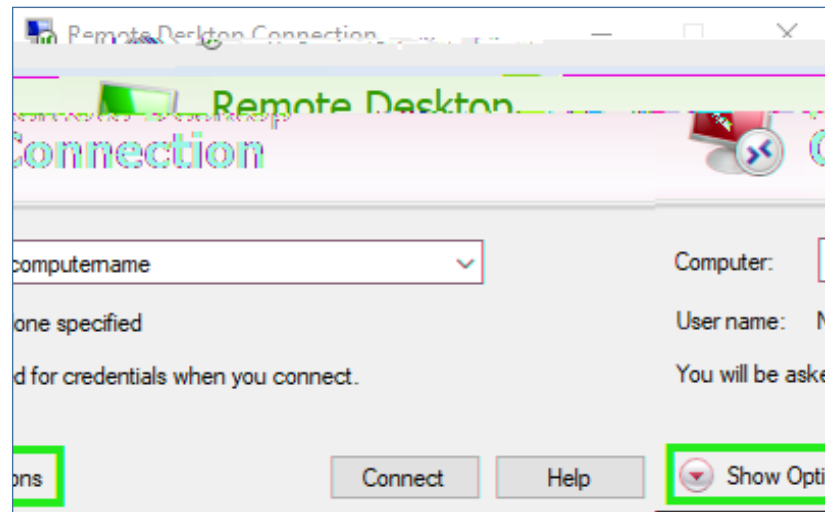 Remote Desktop Connection
Remote Desktop
Connection
computername
Computer:
one specified
User name: N
d for credentials when you connect.
You will be aske
ons
Connect
Help
Show Opti